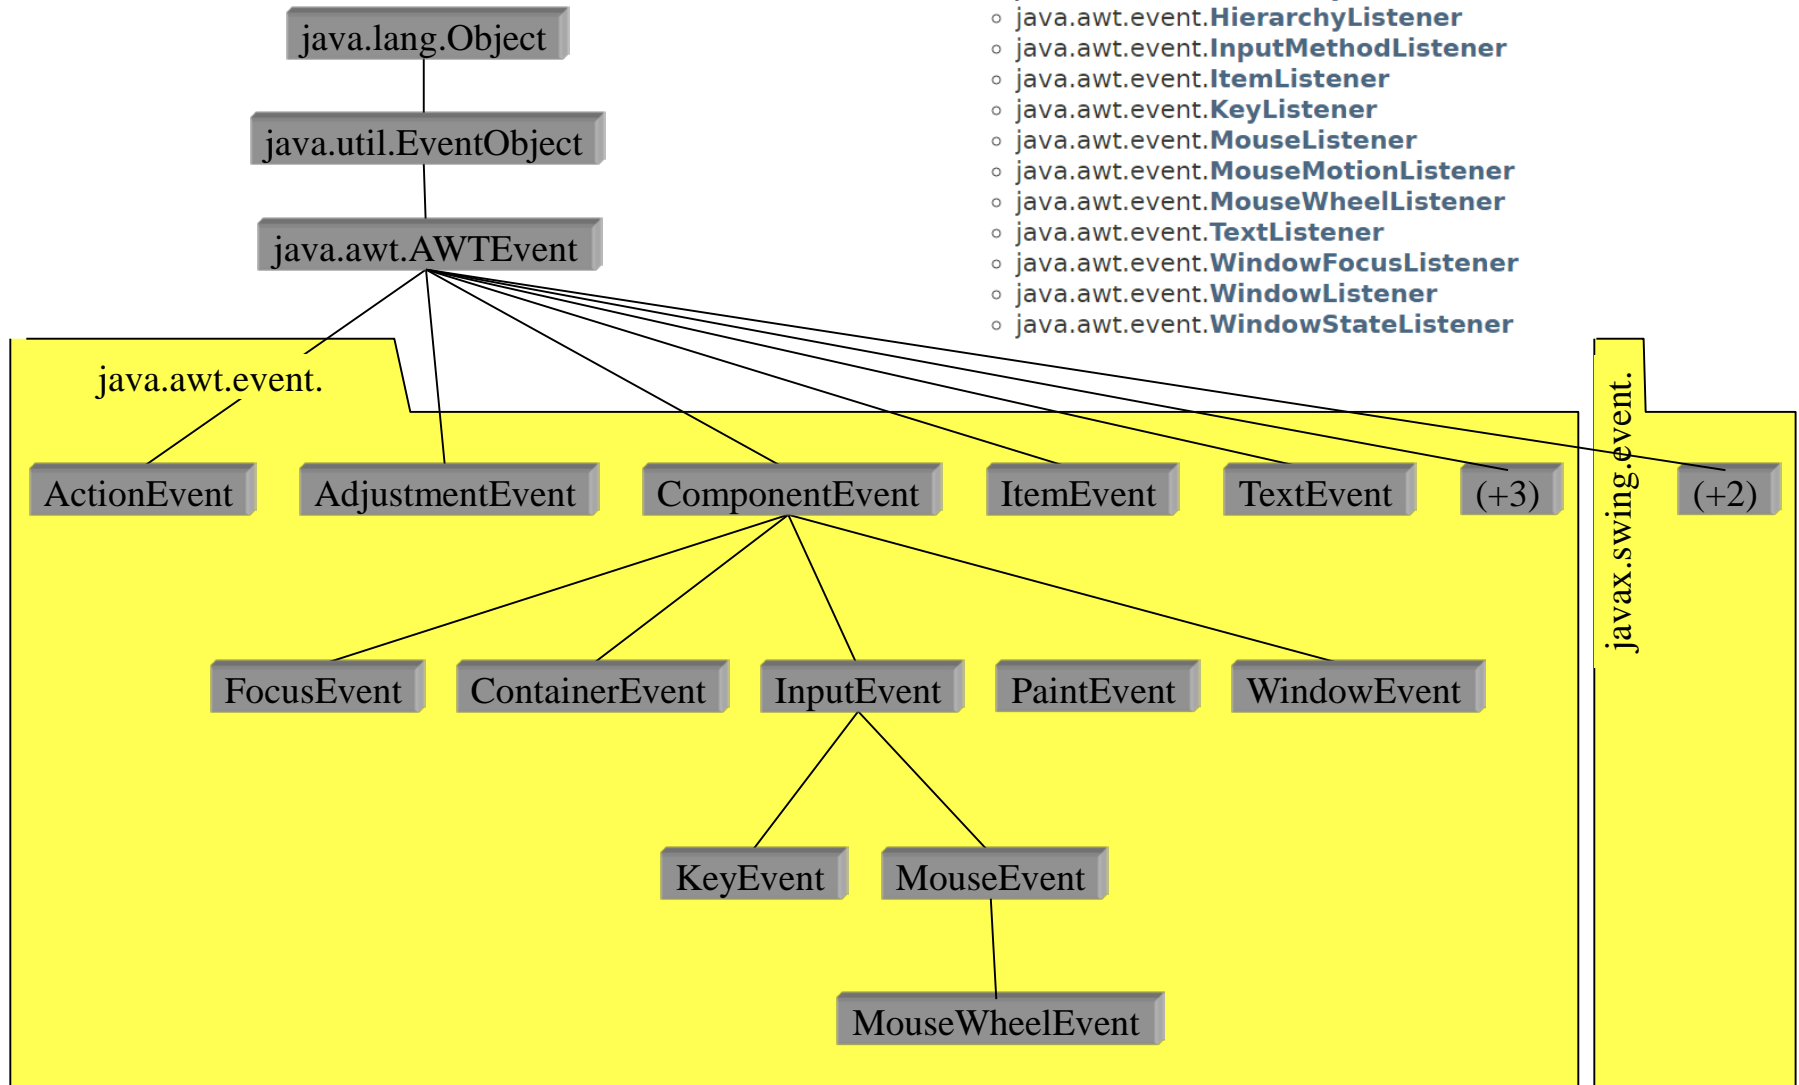 java.awt.event.HierarchyListener
java.awt.event.InputMethodListener
java.awt.event.ItemListener
java.awt.event.KeyListener
java.awt.event.MouseListener
java.awt.event.MouseMotionListener
java.awt.event.MouseWheelListener
java.awt.event.TextListener
java.awt.event.WindowFocusListener
java.awt.event.WindowListener
java.awt.event.WindowStateListener
java.lang.Object
java.util.EventObject
java.awt.AWTEvent
java.awt.event.
javax.swing.event.
ActionEvent
AdjustmentEvent
ComponentEvent
ItemEvent
TextEvent
(+3)
(+2)
FocusEvent
ContainerEvent
InputEvent
PaintEvent
WindowEvent
KeyEvent
MouseEvent
MouseWheelEvent